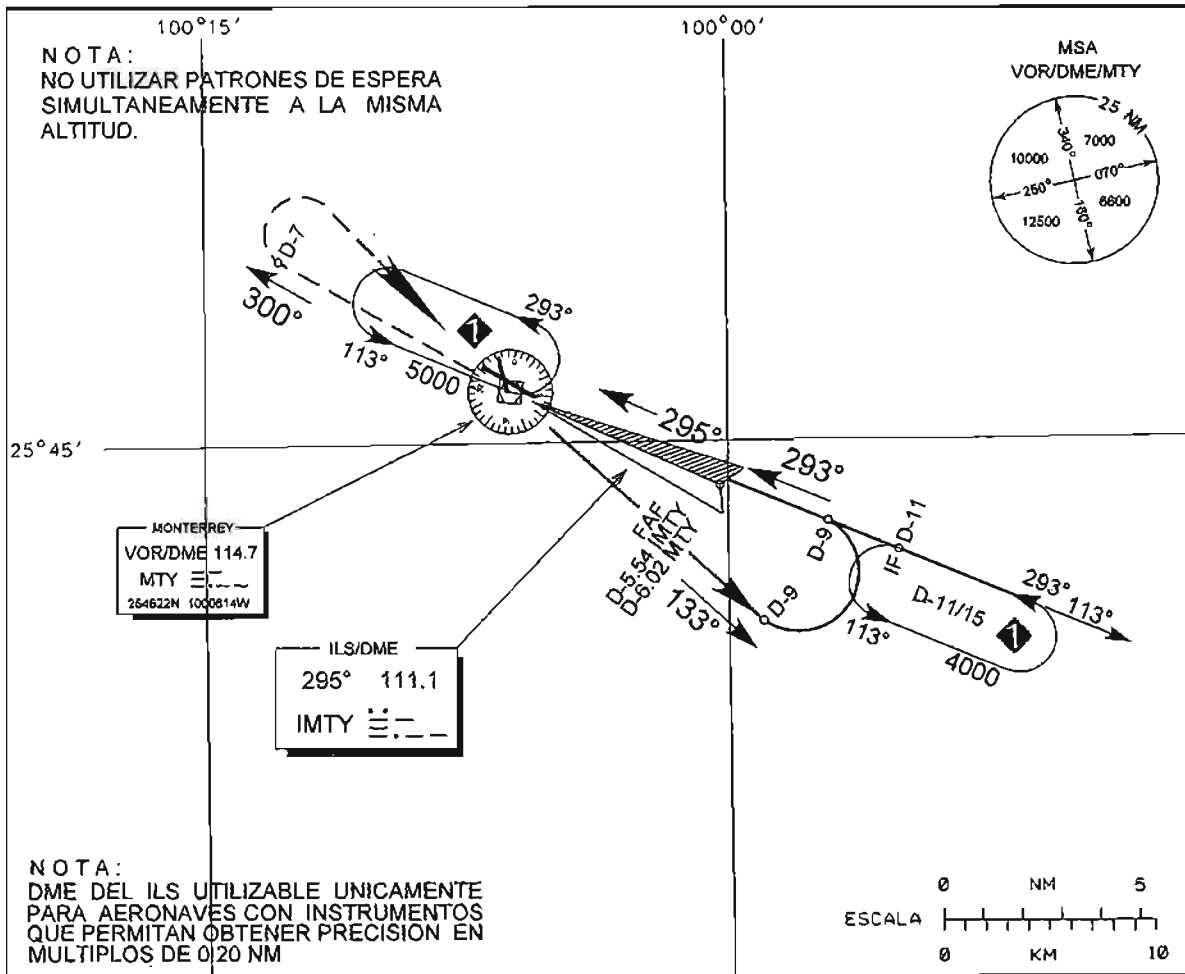 100°15'
100°00'
NOTA:
NO UTILIZAR PATRONES DE ESPERA
SIMULTANEAMENTE A LA MISMA
ALTITUD.
MSA
VOR/DME/MTY
25 NM
340°
7000
10000
070°
250°
6600
12500
160°
D-7
300°
293°
1
113°
5000
295°
293°
25°45'
FAF
D-5.54 IMTY
D-6.02 MTY
133°
D-9
D-9
D-11
IF
D-11/15
293°
113°
113°
1
4000
MONTERREY
VOR/DME 114.7
MTY
254622N 1000614W
ILS/DME
295° 111.1
IMTY
NOTA:
DME DEL ILS UTILIZABLE UNICAMENTE
PARA AERONAVES CON INSTRUMENTOS
QUE PERMITAN OBTENER PRECISION EN
MULTIPLOS DE 0.20 NM
0 NM 5
ESCALA
0 KM 10